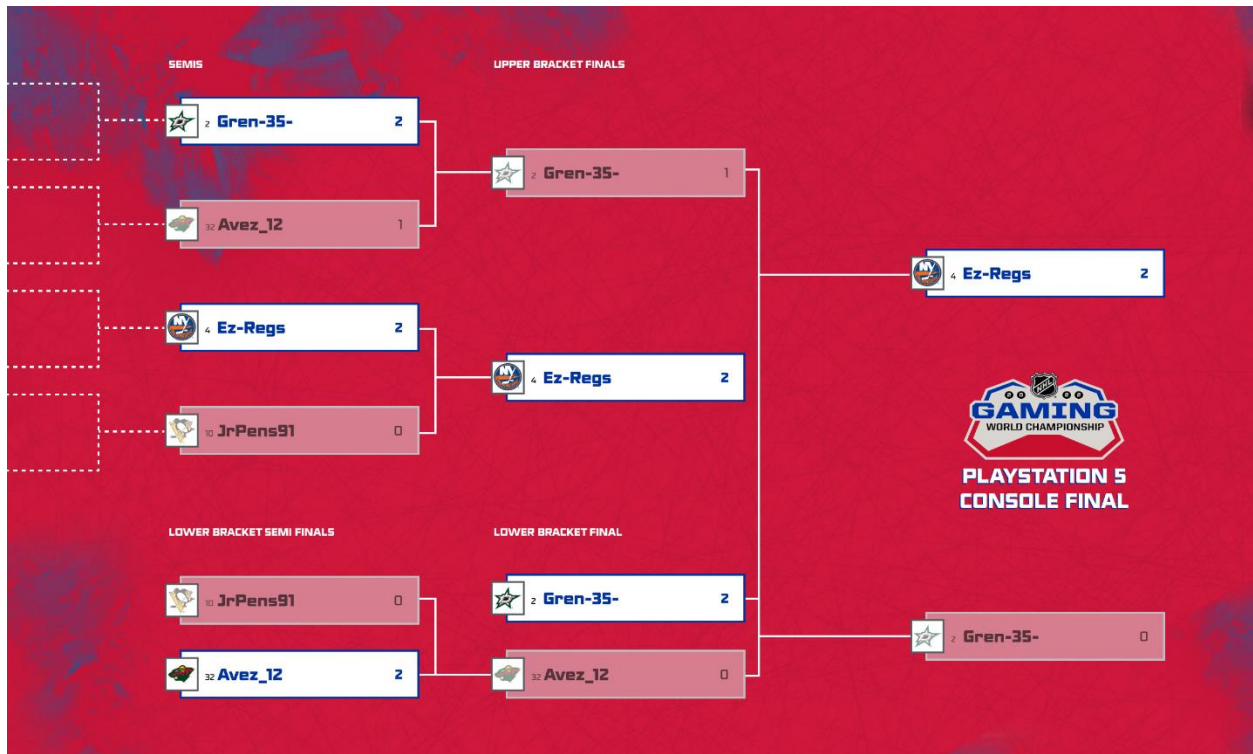 SEMIS
2 Gren-35- 2
32 Avez_12 1
4 Ez-Regs 2
10 JrPens91 0
UPPER BRACKET FINALS
2 Gren-35- 1
4 Ez-Regs 2
LOWER BRACKET SEMI FINALS
10 JrPens91 0
32 Avez_12 2
LOWER BRACKET FINAL
2 Gren-35- 2
32 Avez_12 0
NY 4 Ez-Regs 2
NHL
GAMING
WORLD CHAMPIONSHIP
PLAYSTATION 5
CONSOLE FINAL
2 Gren-35- 0